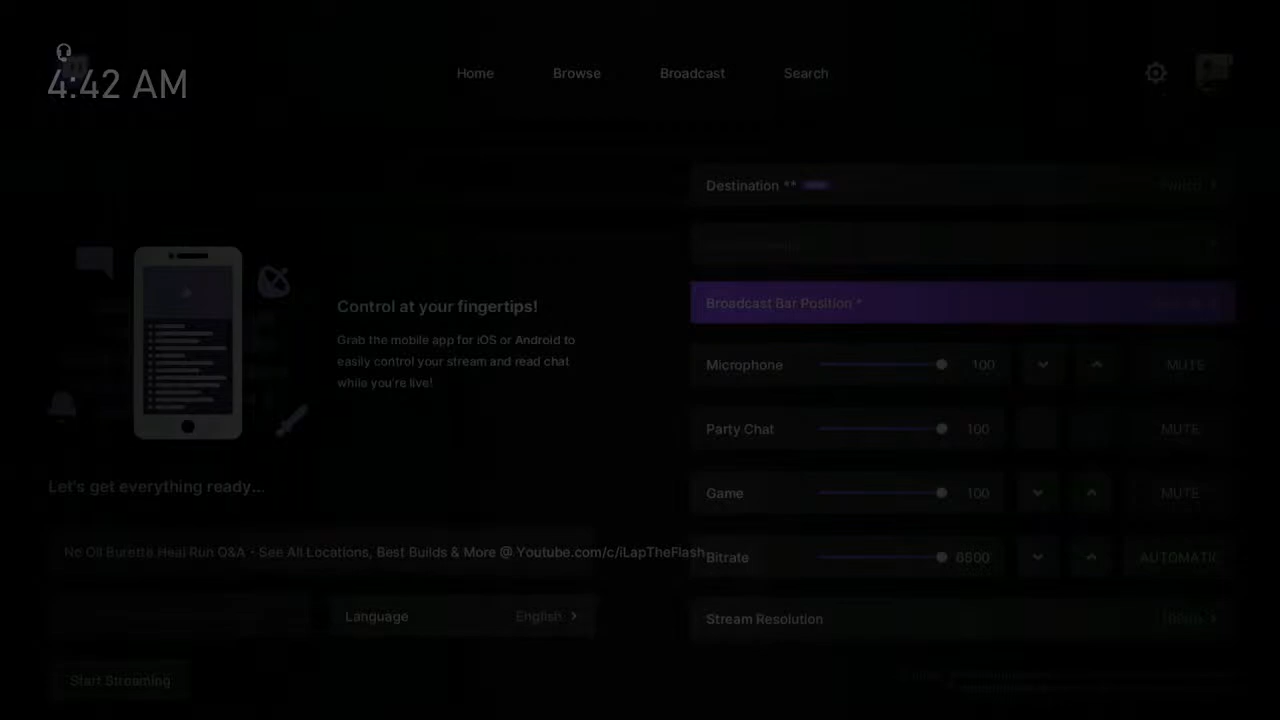 4:42 AM
Home
Browse
Broadcast
Search
Destination **
Broadcast Bar Position *
Control at your fingertips!
Grab the mobile app for iOS or Android to
easily control your stream and read chat
while you're live!
Microphone 100 MUTE
Party Chat 100 MUTE
Game 100 MUTE
Let's get everything ready...
No Oil Burette Heal Run Q&A - See All Locations, Best Builds & More @ Youtube.com/c/iLapTheFlash
Bitrate 6500 AUTOMATIC
Language English
Stream Resolution
Start Streaming